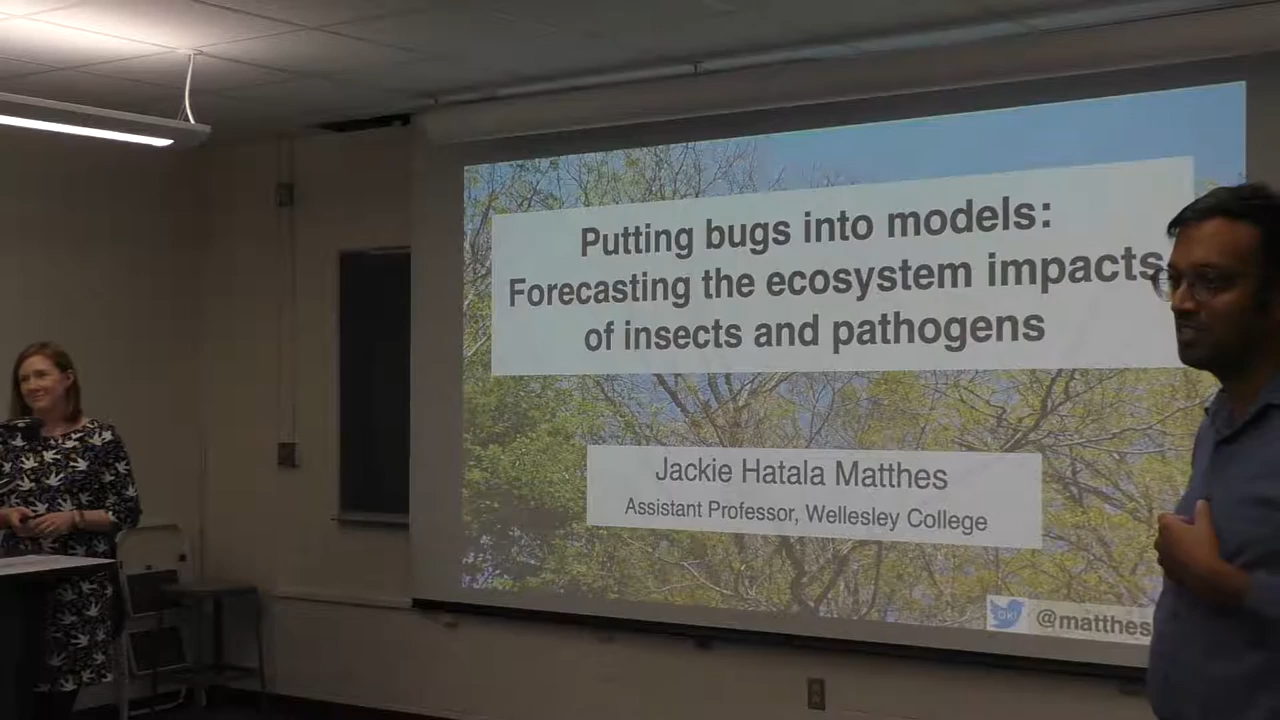 Putting bugs into models:
Forecasting the ecosystem impacts
of insects and pathogens
Jackie Hatala Matthes
Assistant Professor, Wellesley College
@matthes